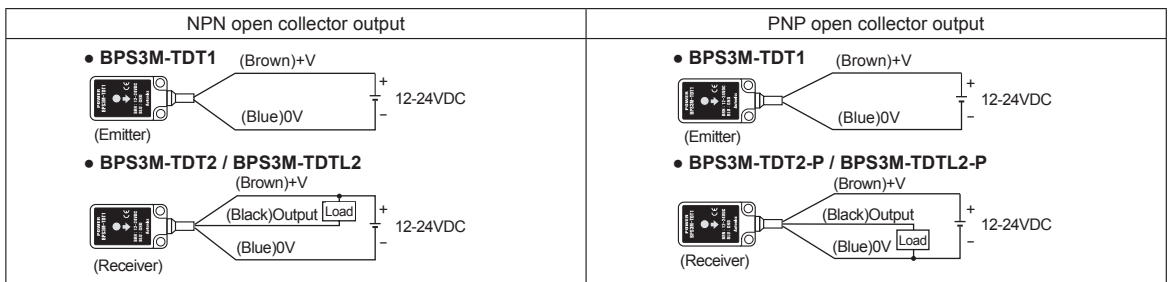 NPN open collector output
● BPS3M-TDT1
(Brown)+V
+
12-24VDC
−
(Blue)0V
(Emitter)
● BPS3M-TDT2 / BPS3M-TDTL2
(Brown)+V
(Black)Output
Load
+
12-24VDC
−
(Blue)0V
(Receiver)
PNP open collector output
● BPS3M-TDT1
(Brown)+V
+
12-24VDC
−
(Blue)0V
(Emitter)
● BPS3M-TDT2-P / BPS3M-TDTL2-P
(Brown)+V
(Black)Output
+
12-24VDC
−
(Blue)0V
Load
(Receiver)